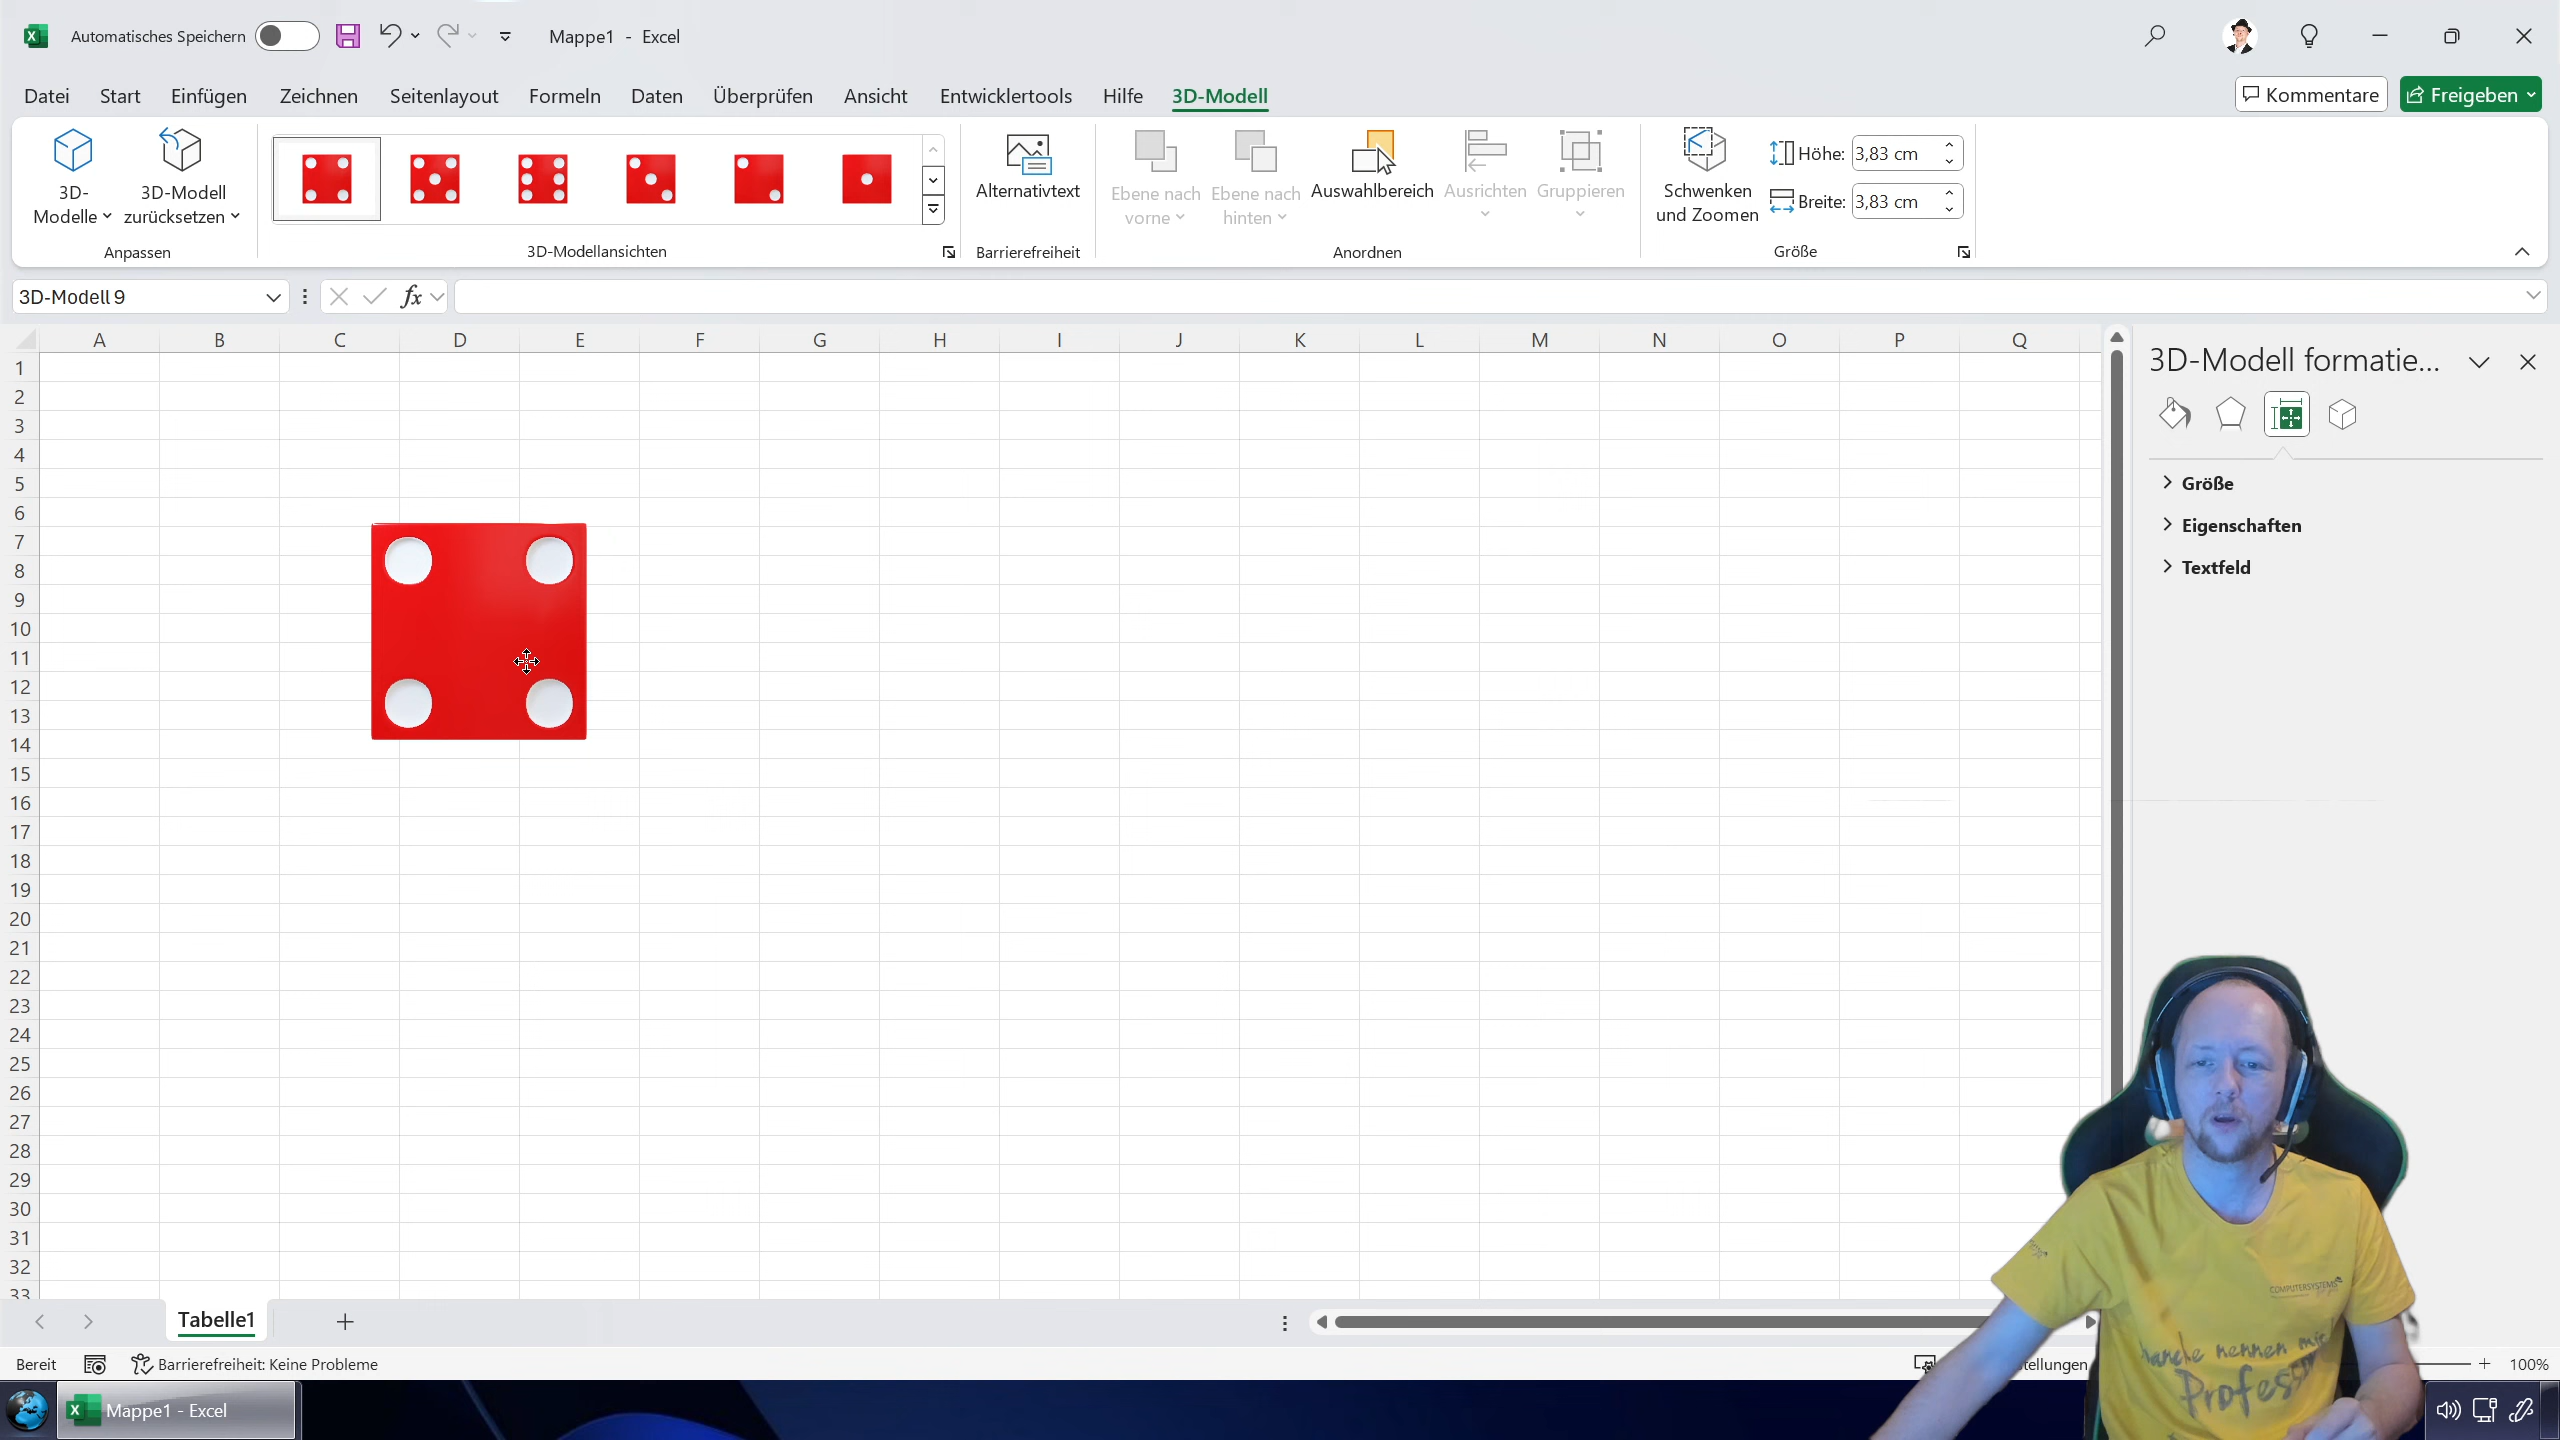 Automatisches Speichern
Mappe1 - Excel
Datei Start Einfügen Zeichnen Seitenlayout Formeln Daten Überprüfen Ansicht Entwicklertools Hilfe 3D-Modell
Kommentare Freigeben
3D-Modelle
3D-Modell zurücksetzen
Anpassen
3D-Modellansichten
Alternativtext
Barrierefreiheit
Ebene nach vorne
Ebene nach hinten
Auswahlbereich
Ausrichten
Gruppieren
Anordnen
Schwenken und Zoomen
Höhe: 3,83 cm
Breite: 3,83 cm
Größe
3D-Modell 9
fx
A B C D E F G H I J K L M N O P Q
1
2
3
4
5
6
7
8
9
10
11
12
13
14
15
16
17
18
19
20
21
22
23
24
25
26
27
28
29
30
31
32
33
3D-Modell formatie...
Größe
Eigenschaften
Textfeld
COMPUTERSYSTEMS
nennen
Tabelle1
Bereit
Barrierefreiheit: Keine Probleme
100%
Mappe1 - Excel